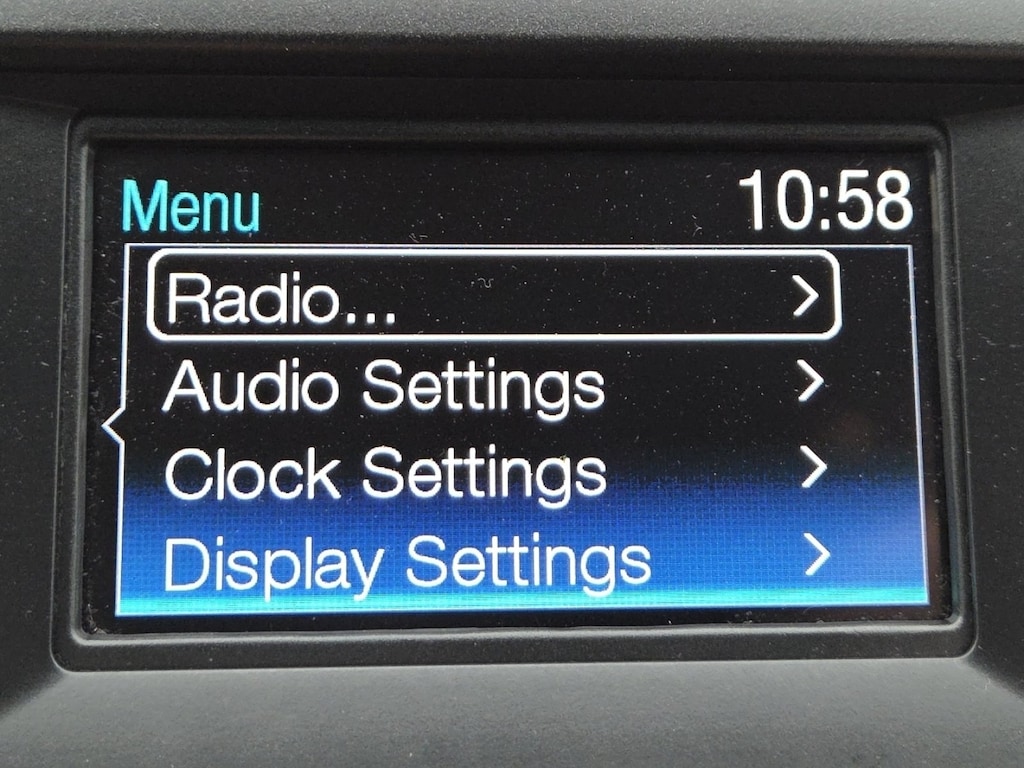 Menu 10:58
Radio...
Audio Settings
Clock Settings
Display Settings